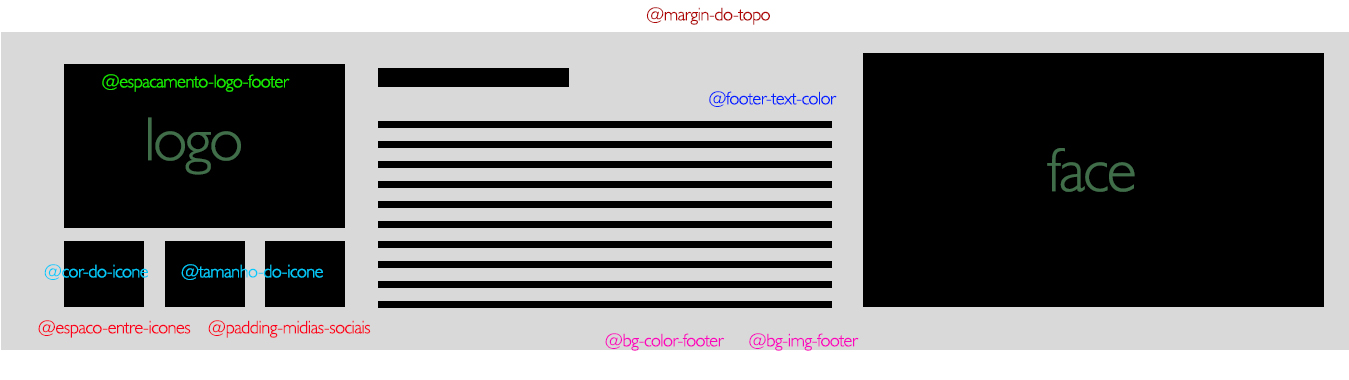 @margin-do-topo
@espacamento-logo-footer
logo
@footer-text-color
face
@cor-do-icone @tamanho-do-icone
@espaco-entre-icones @padding-midias-sociais
@bg-color-footer @bg-img-footer